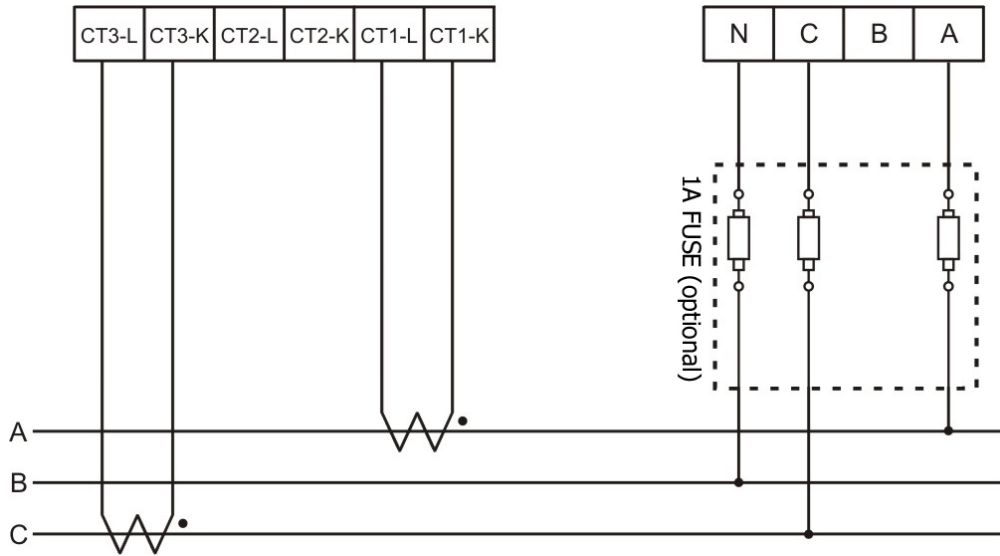 CT3-L CT3-K CT2-L CT2-K CT1-L CT1-K
N C B A
1A FUSE (optional)
A
B
C